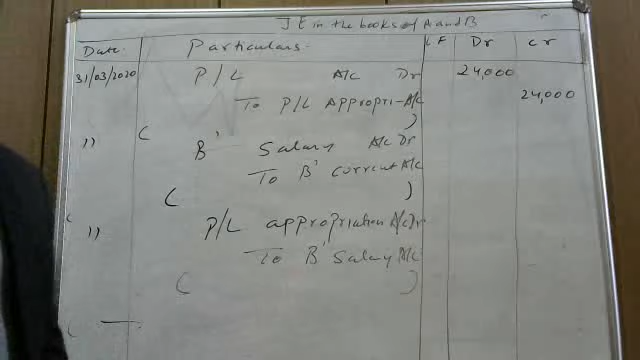 JE in the books of A and B
Date Particulars L.F Dr Cr
31/03/2020 P/L A/c Dr 24,000
To P/L Appropri-A/c 24,000
( )
" B' Salary A/c Dr
To B' current A/c
( )
" P/L appropriation A/c Dr
To B' Salary A/c
( )